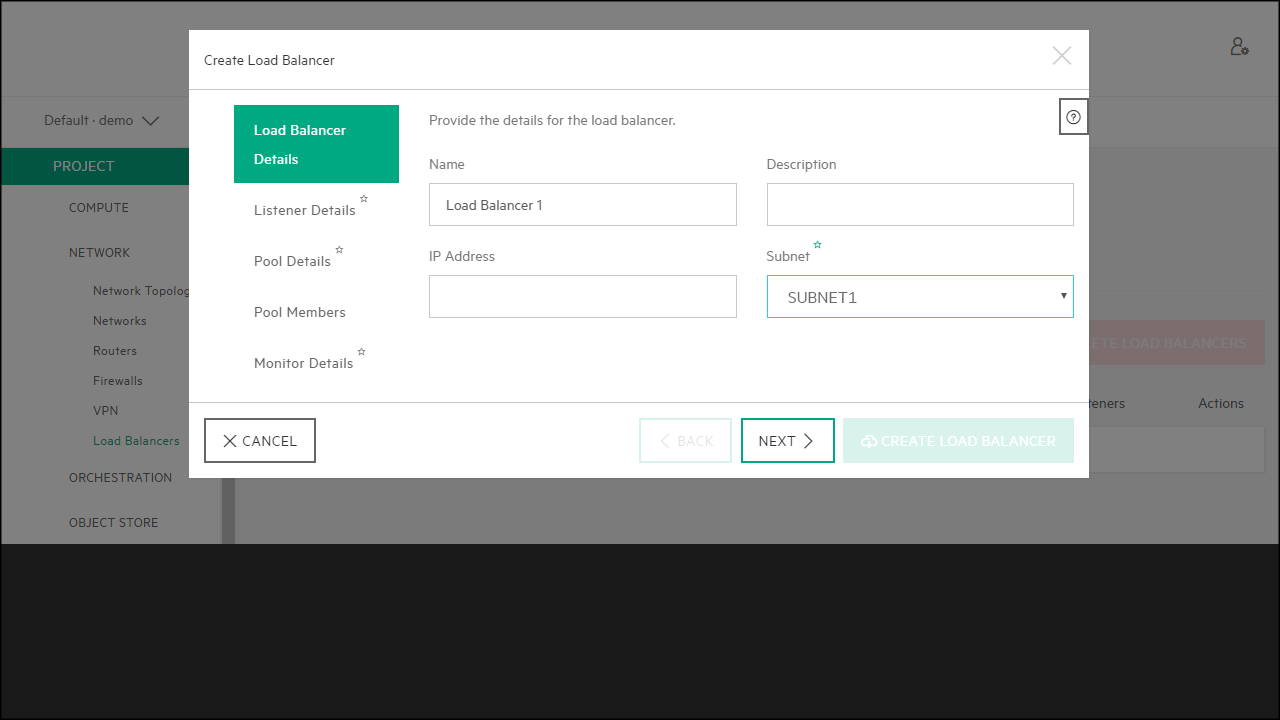 Create Load Balancer
Default · demo
PROJECT
COMPUTE
NETWORK
Network Topolog
Networks
Routers
Firewalls
VPN
Load Balancers
ORCHESTRATION
OBJECT STORE
Load Balancer
Details
Listener Details
Pool Details
Pool Members
Monitor Details
Provide the details for the load balancer.
Name
Description
Load Balancer 1
IP Address
Subnet
SUBNET1
CANCEL
BACK
NEXT
CREATE LOAD BALANCER
ETE LOAD BALANCERS
teners
Actions